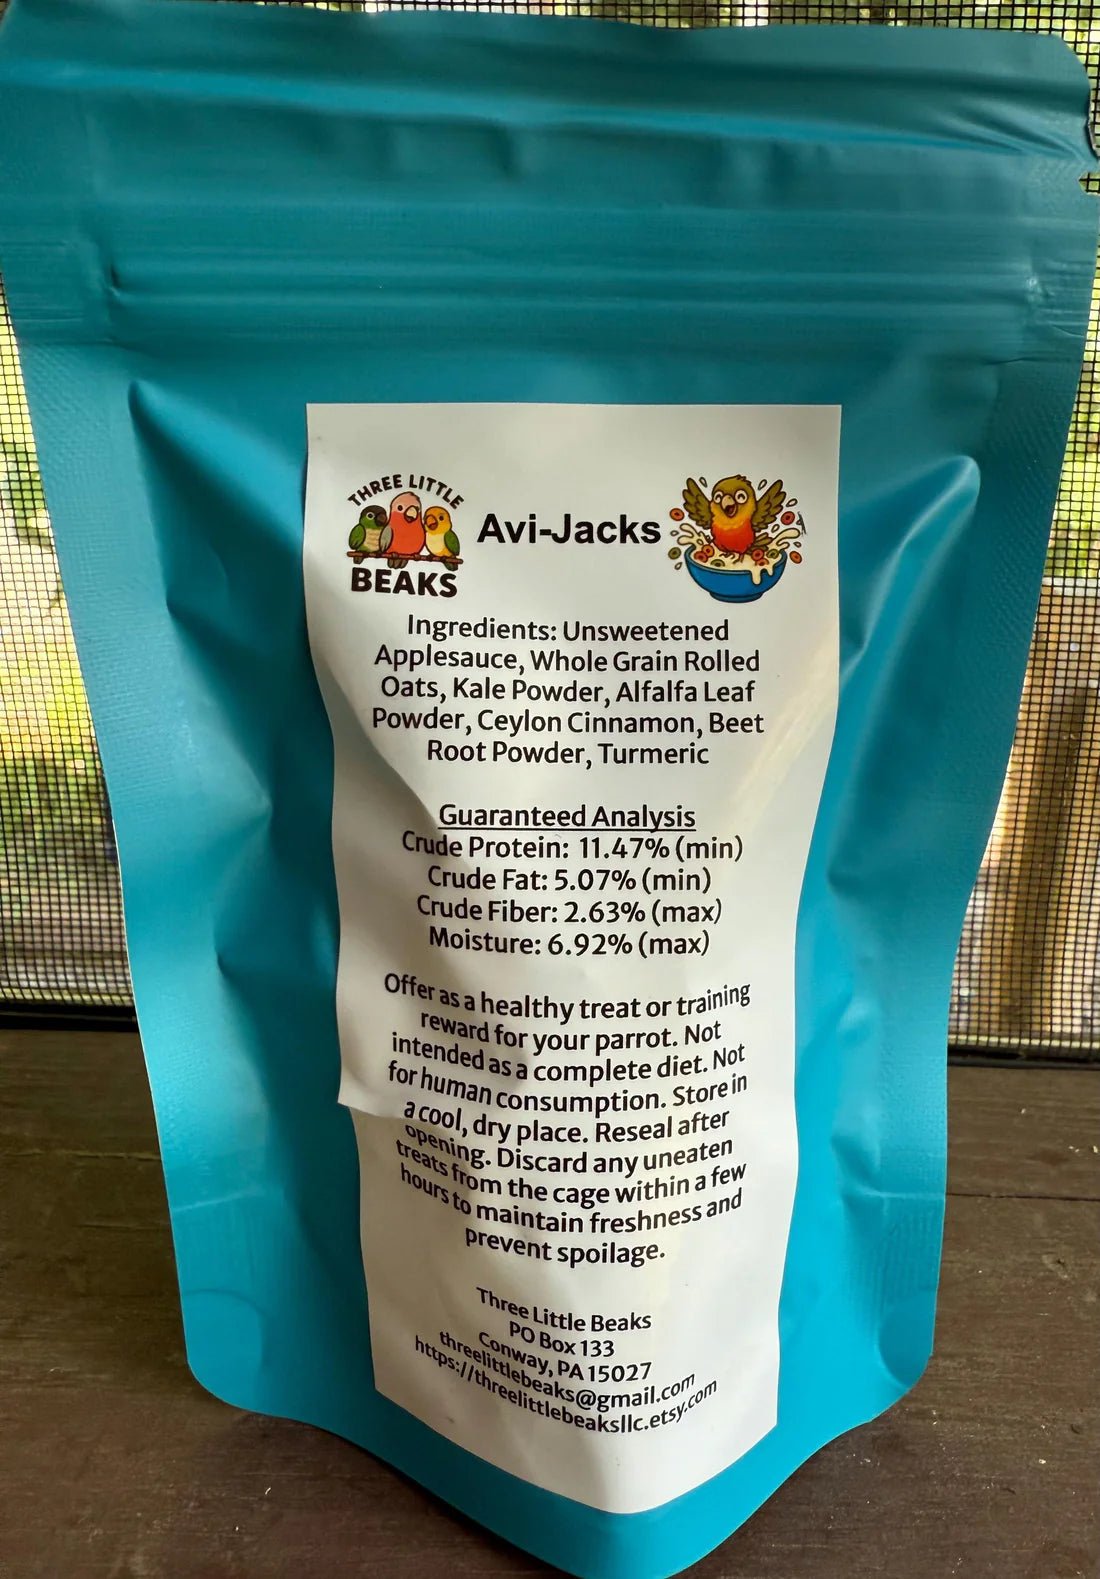 THREE LITTLE
BEAKS
Avi-Jacks
Ingredients: Unsweetened
Applesauce, Whole Grain Rolled
Oats, Kale Powder, Alfalfa Leaf
Powder, Ceylon Cinnamon, Beet
Root Powder, Turmeric
Guaranteed Analysis
Crude Protein: 11.47% (min)
Crude Fat: 5.07% (min)
Crude Fiber: 2.63% (max)
Moisture: 6.92% (max)
Offer as a healthy treat or training
reward for your parrot. Not
intended as a complete diet. Not
for human consumption. Store in
a cool, dry place. Reseal after
opening. Discard any uneaten
treats from the cage within a few
hours to maintain freshness and
prevent spoilage.
Three Little Beaks
PO Box 133
Conway, PA 15027
threelittlebeaks@gmail.com
https://threelittlebeaksllc.etsy.com